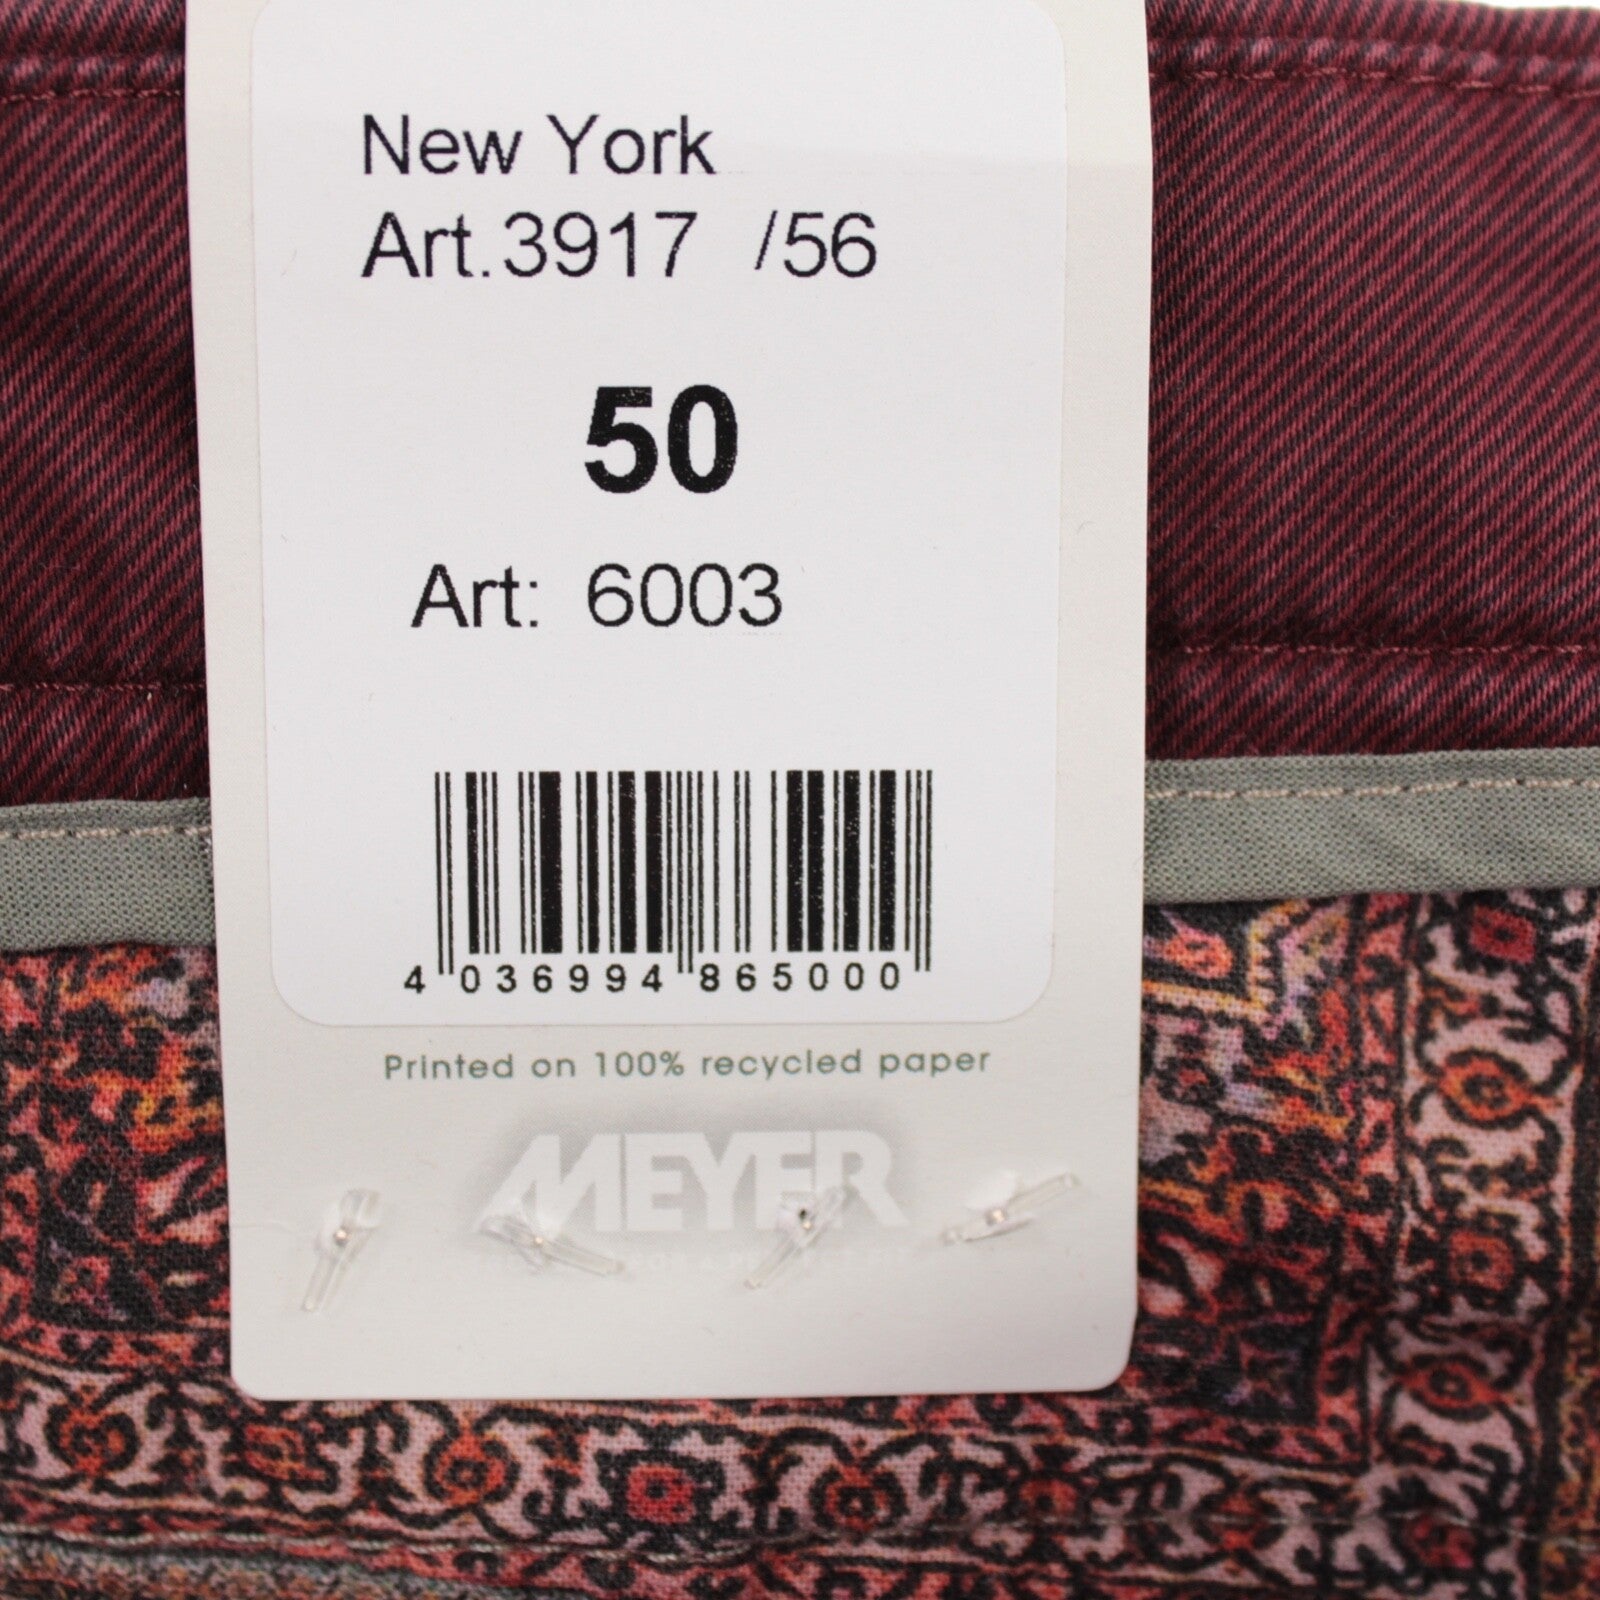 New York
Art.3917 /56
50
Art: 6003
4 036994 865000
Printed on 100% recycled paper
MEYER